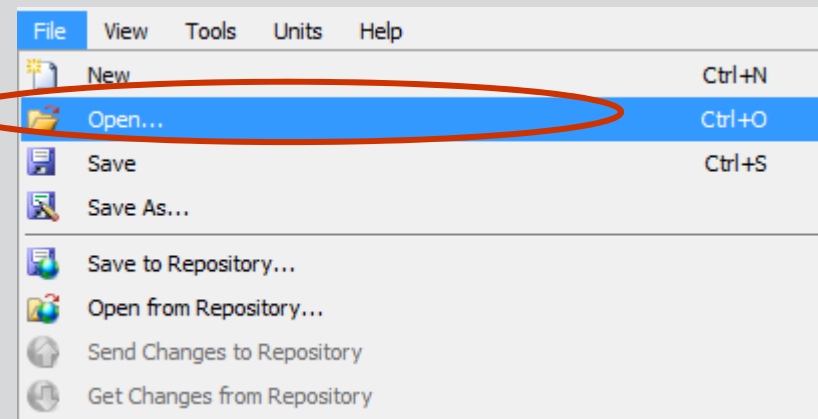 File View Tools Units Help
New Ctrl+N
Open... Ctrl+O
Save Ctrl+S
Save As...
Save to Repository...
Open from Repository...
Send Changes to Repository
Get Changes from Repository